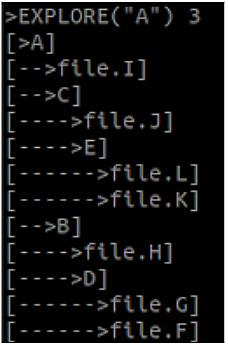 >EXPLORE("A") 3
[>A]
[-->file.I]
[-->C]
[---->file.J]
[---->E]
[------>file.L]
[------>file.K]
[-->B]
[---->file.H]
[---->D]
[------>file.G]
[------>file.F]